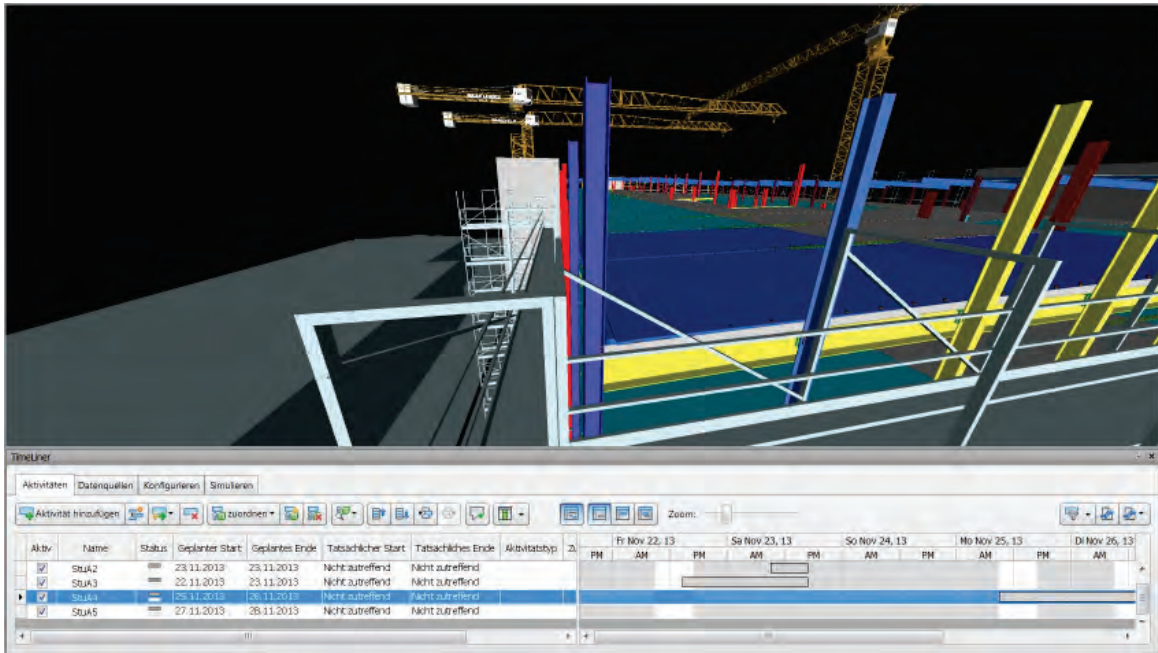 TimeLiner
Aktivitäten Datenquellen Konfigurieren Simulieren
Aktivität hinzufügen zuordnen Zoom:
Aktiv Name Status Geplanter Start Geplantes Ende Tatsächlicher Start Tatsächliches Ende Aktivitätstyp Zu
Fr Nov 22, 13 Sa Nov 23, 13 So Nov 24, 13 Mo Nov 25, 13 Di Nov 26, 13
PM AM PM AM PM AM PM AM PM AM
StuA2 23.11.2013 23.11.2013 Nicht zutreffend Nicht zutreffend
StuA3 22.11.2013 23.11.2013 Nicht zutreffend Nicht zutreffend
StuA4 25.11.2013 26.11.2013 Nicht zutreffend Nicht zutreffend
StuA5 27.11.2013 28.11.2013 Nicht zutreffend Nicht zutreffend